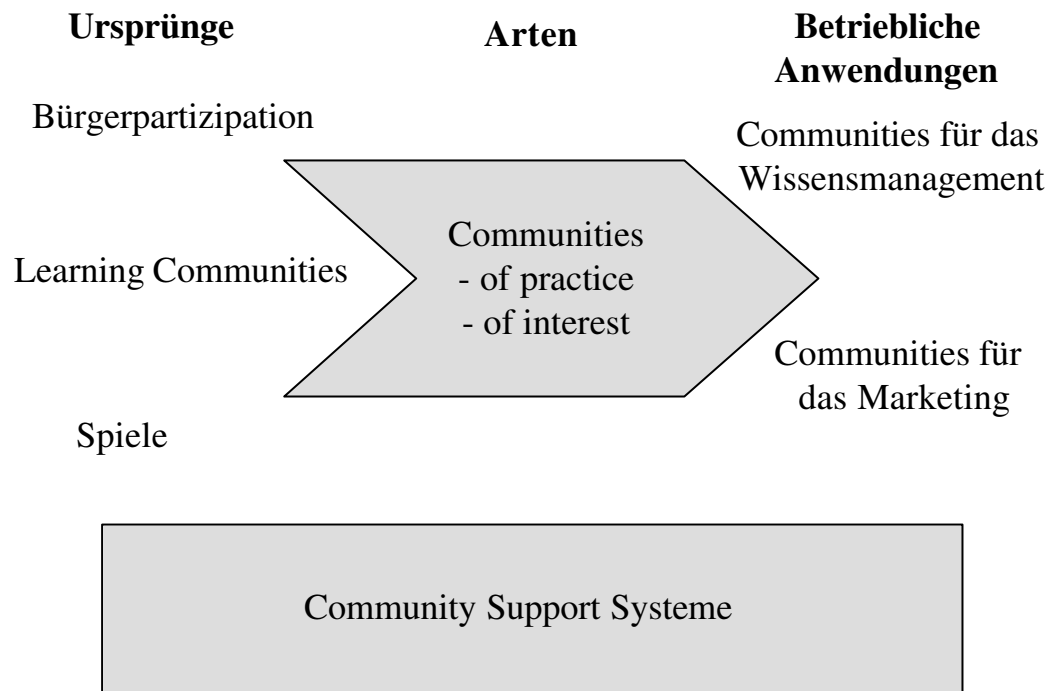 Ursprünge
Arten
Betriebliche
Anwendungen
Bürgerpartizipation
Learning Communities
Spiele
Communities
- of practice
- of interest
Communities für das
Wissensmanagement
Communities für
das Marketing
Community Support Systeme